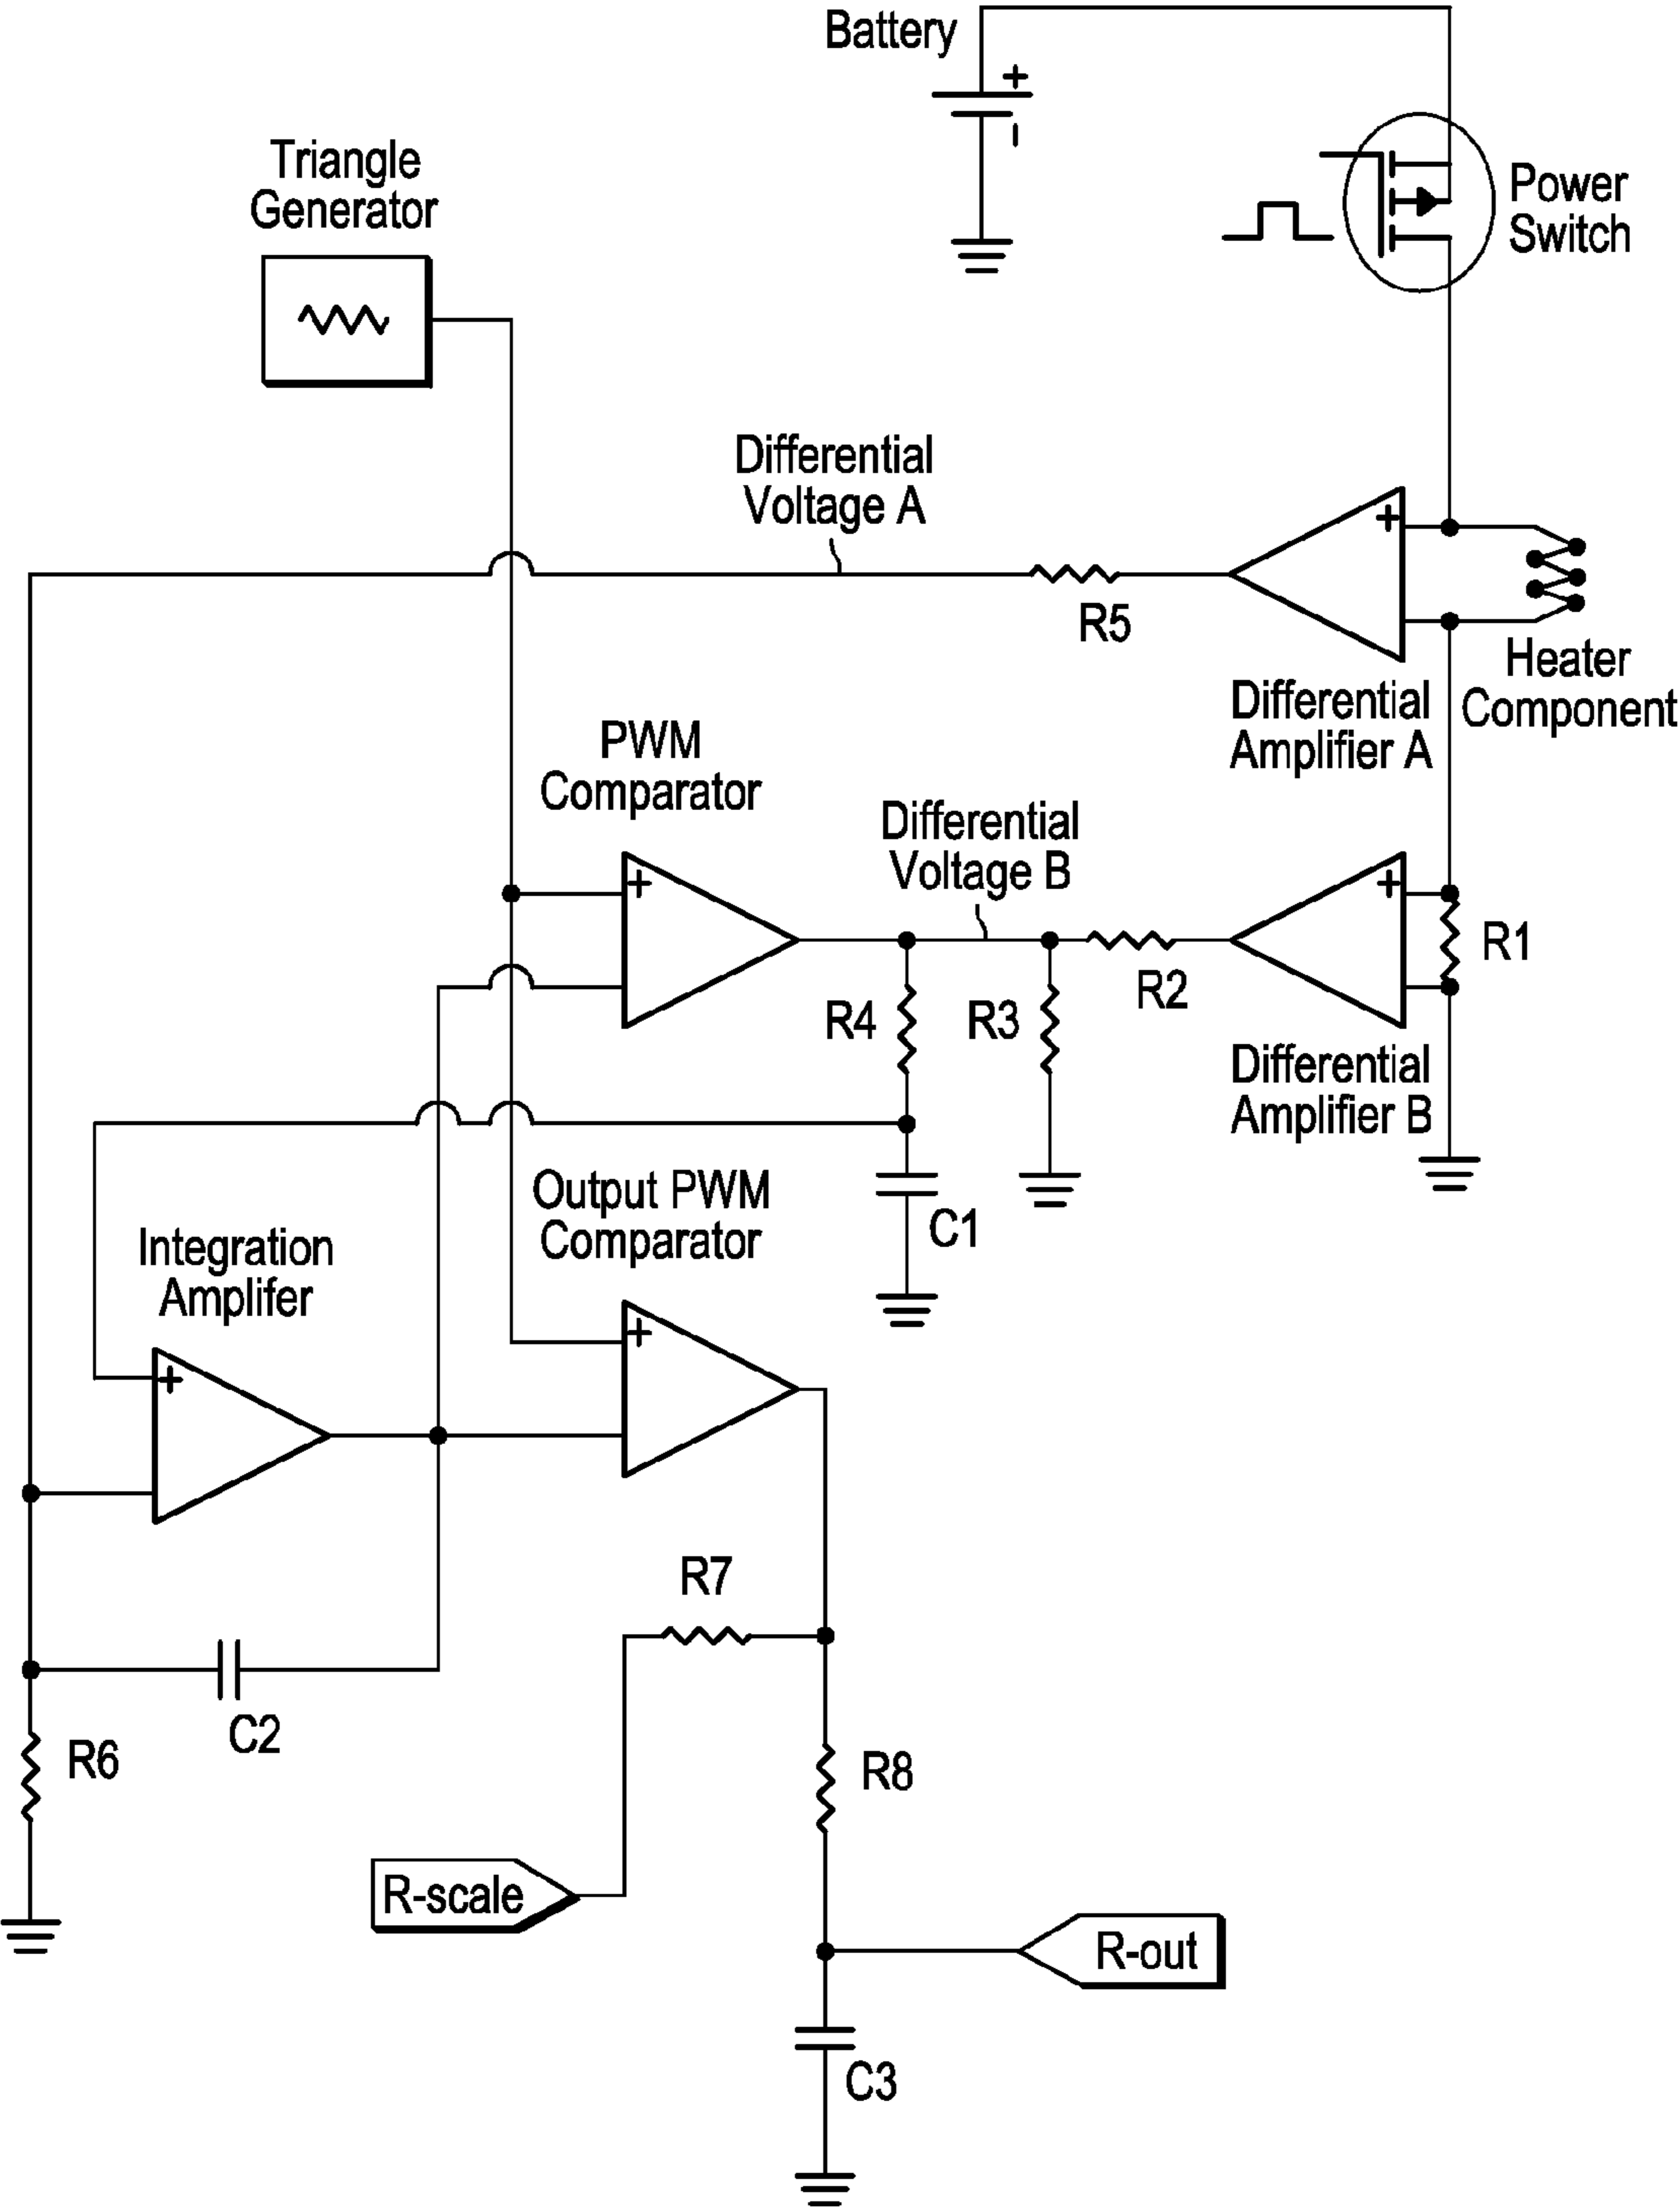 Battery
+
−
Triangle
Generator
Power
Switch
Differential
Voltage A
+
R5
Heater
Component
Differential
Amplifier A
PWM
Comparator
Differential
Voltage B
+
+
R1
R2
R4
R3
Differential
Amplifier B
Output PWM
Comparator
C1
Integration
Amplifer
+
+
R7
C2
R6
R8
R-scale
R-out
C3